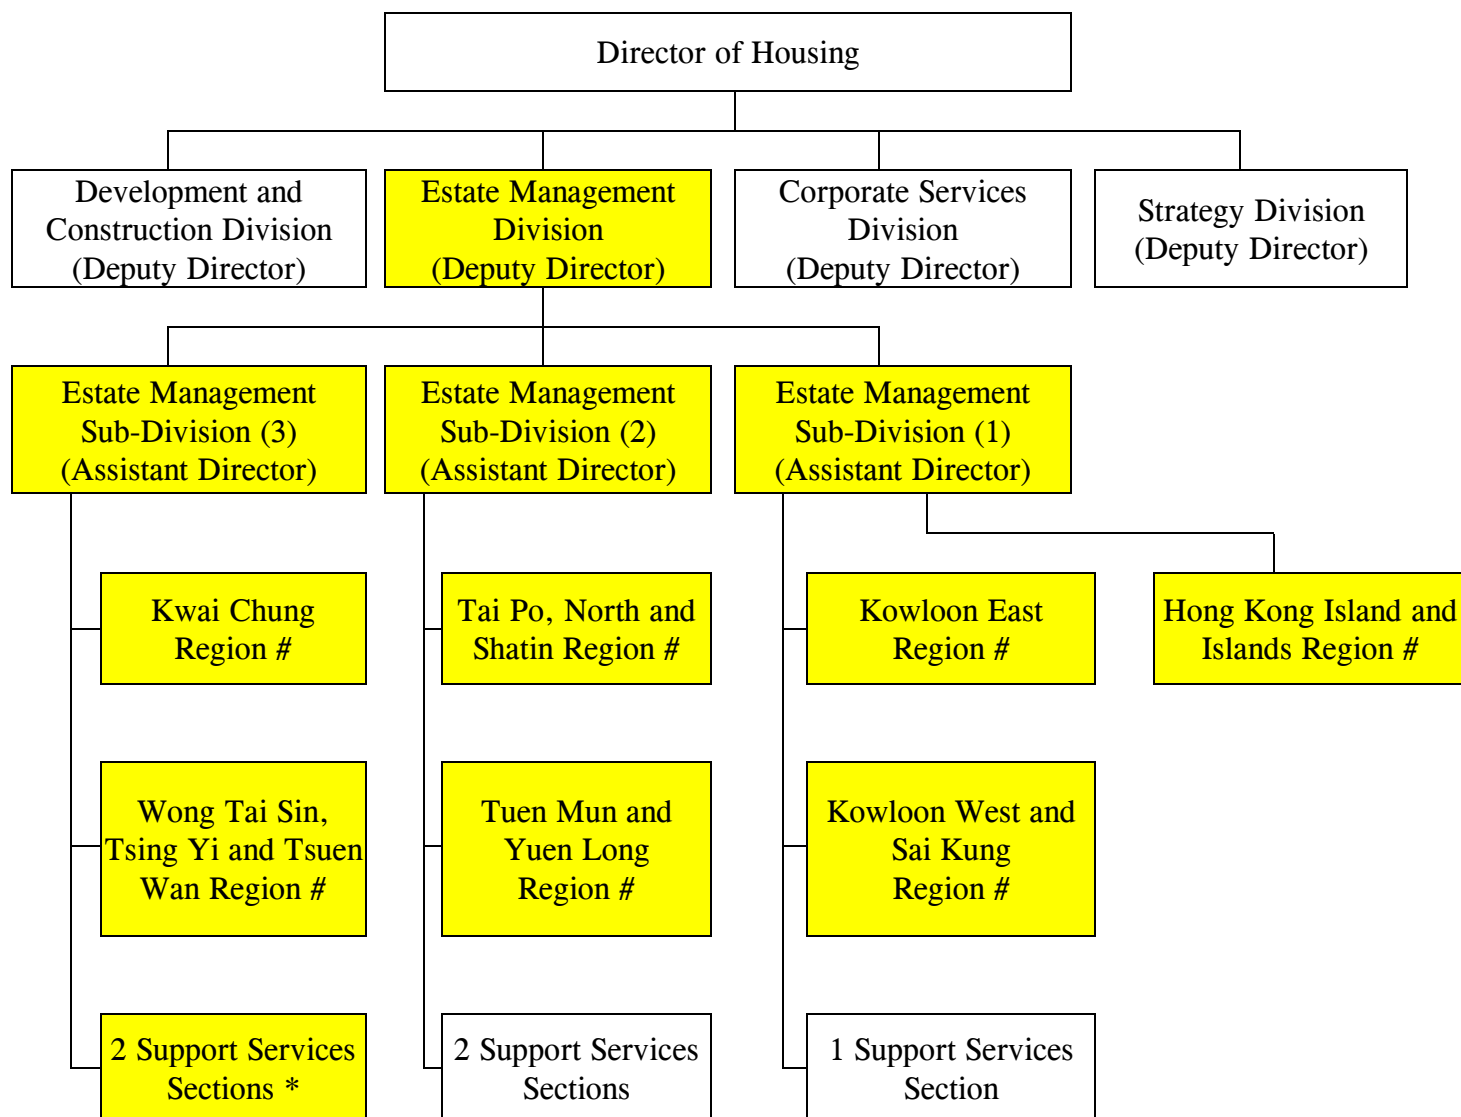 Director of Housing
Development and
Construction Division
(Deputy Director)
Estate Management
Division
(Deputy Director)
Corporate Services
Division
(Deputy Director)
Strategy Division
(Deputy Director)
Estate Management
Sub-Division (3)
(Assistant Director)
Estate Management
Sub-Division (2)
(Assistant Director)
Estate Management
Sub-Division (1)
(Assistant Director)
Kwai Chung
Region #
Tai Po, North and
Shatin Region #
Kowloon East
Region #
Hong Kong Island and
Islands Region #
Wong Tai Sin,
Tsing Yi and Tsuen
Wan Region #
Tuen Mun and
Yuen Long
Region #
Kowloon West and
Sai Kung
Region #
2 Support Services
Sections *
2 Support Services
Sections
1 Support Services
Section